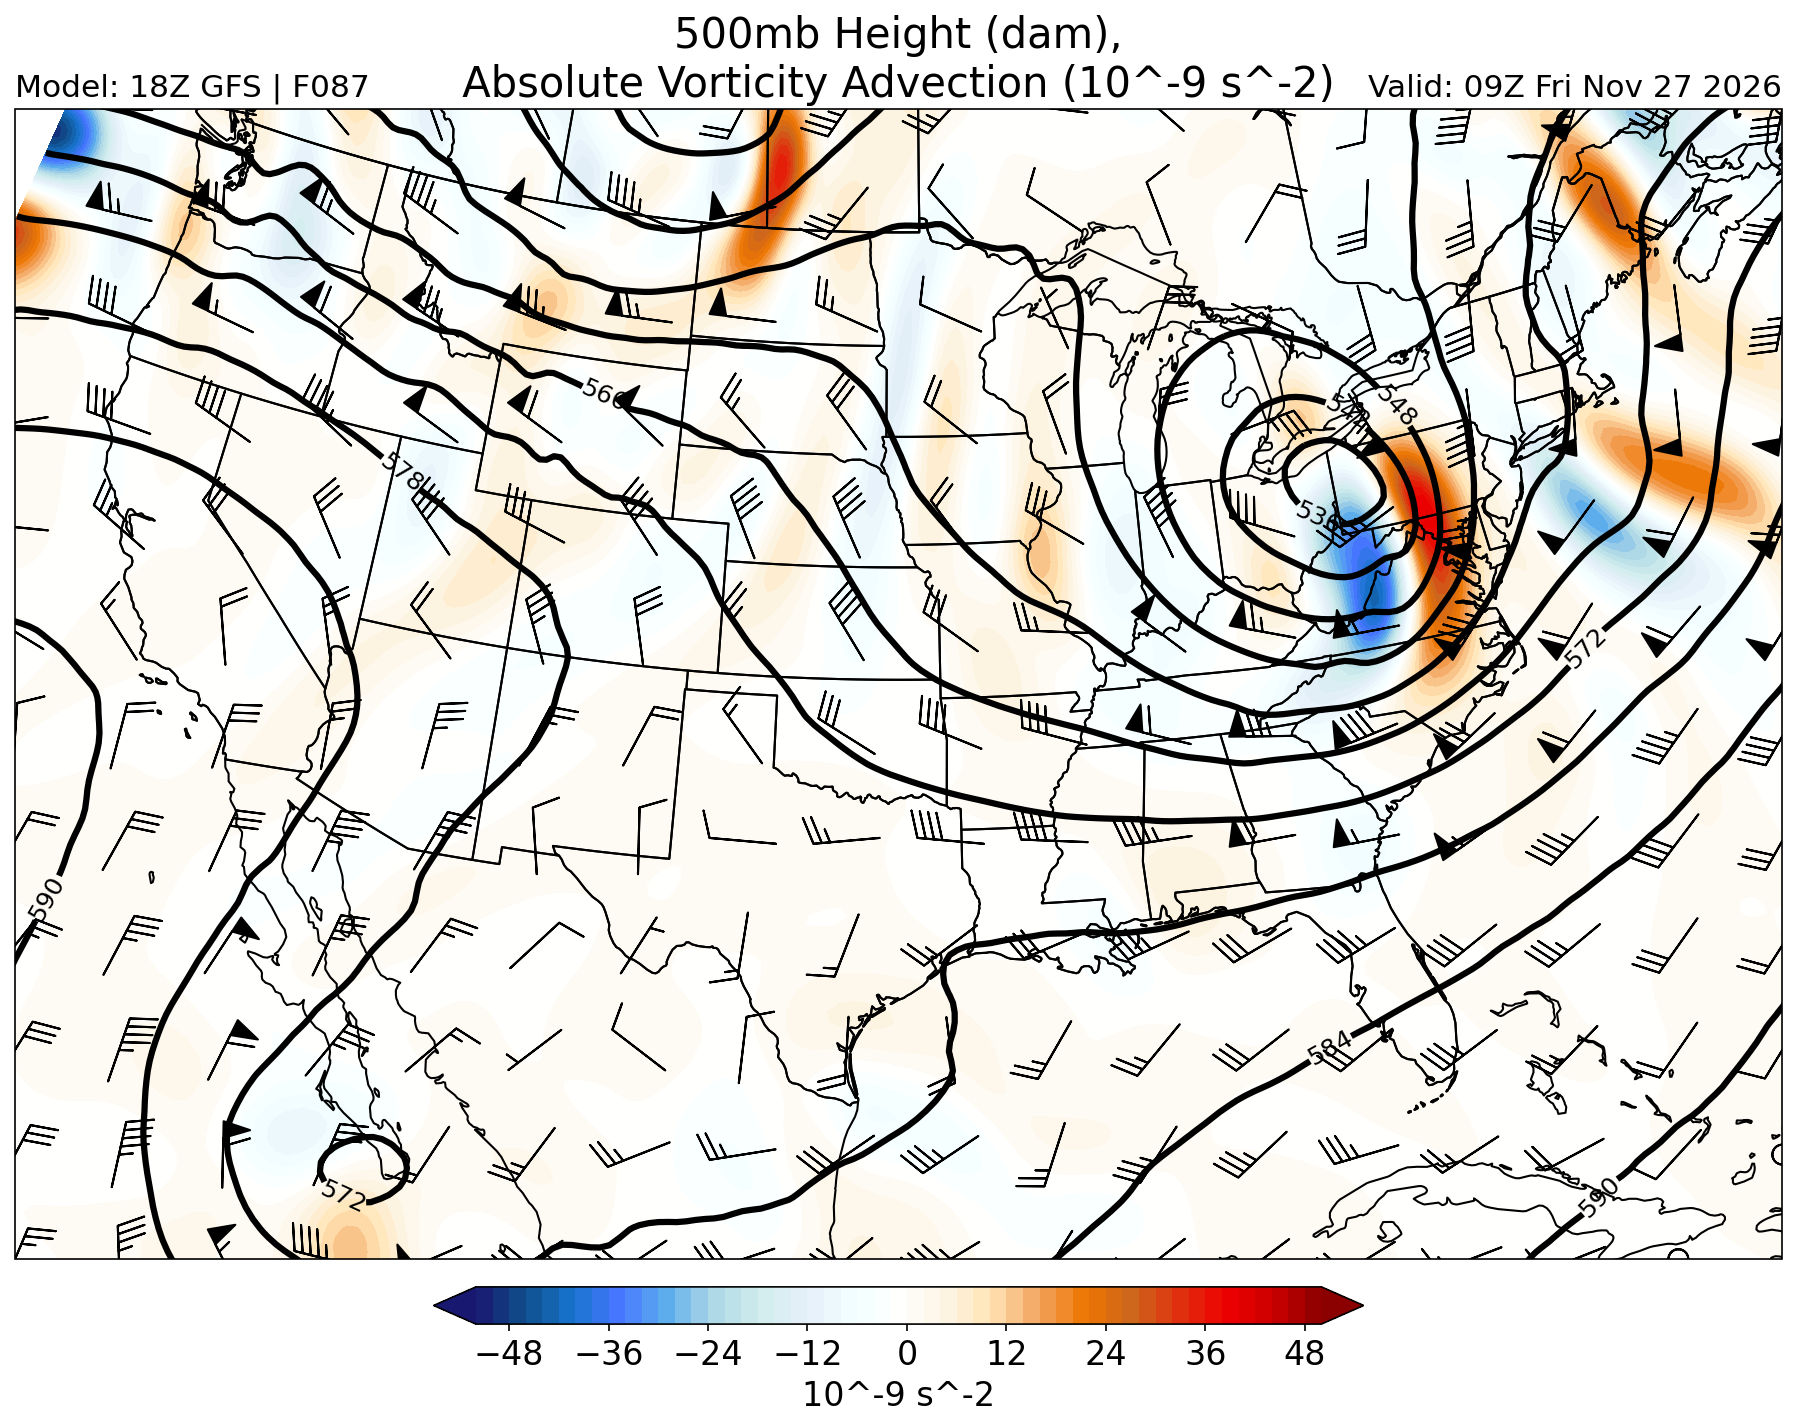 500mb Height (dam),
Model: 18Z GFS | F087
Absolute Vorticity Advection (10^-9 s^-2)
Valid: 09Z Fri Nov 27 2026
548
566
578
572
590
584
590
572
−48 −36 −24 −12 0 12 24 36 48
10^-9 s^-2